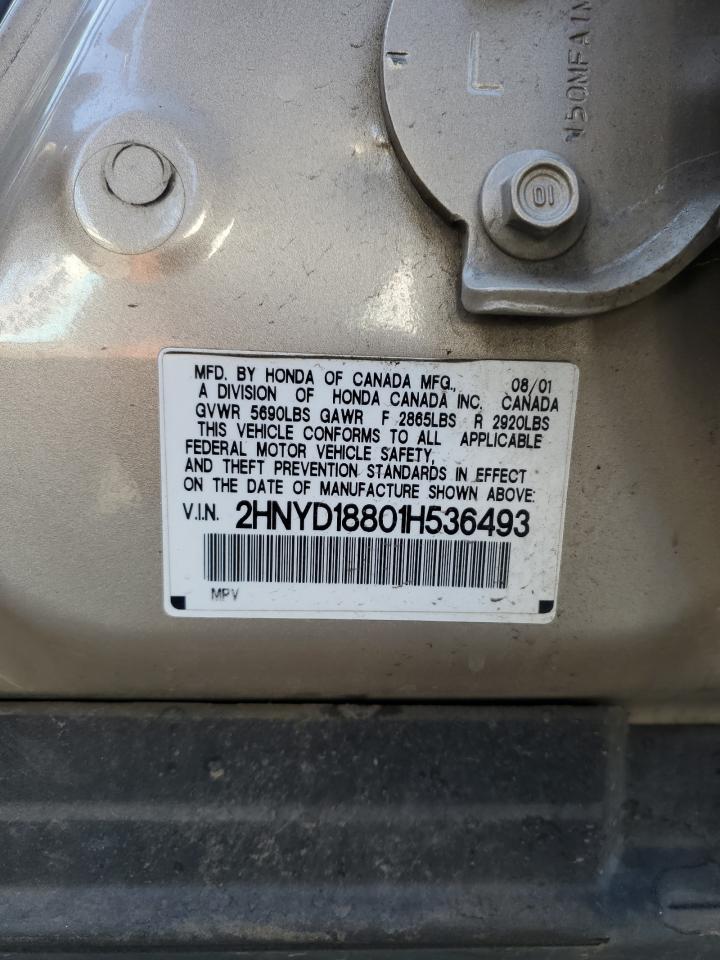 L
150MFA1M
10
MFD. BY HONDA OF CANADA MFG., 08/01
A DIVISION OF HONDA CANADA INC. CANADA
GVWR 5690LBS GAWR F 2865LBS R 2920LBS
THIS VEHICLE CONFORMS TO ALL APPLICABLE
FEDERAL MOTOR VEHICLE SAFETY,
AND THEFT PREVENTION STANDARDS IN EFFECT
ON THE DATE OF MANUFACTURE SHOWN ABOVE:
V.I.N. 2HNYD18801H536493
MPV